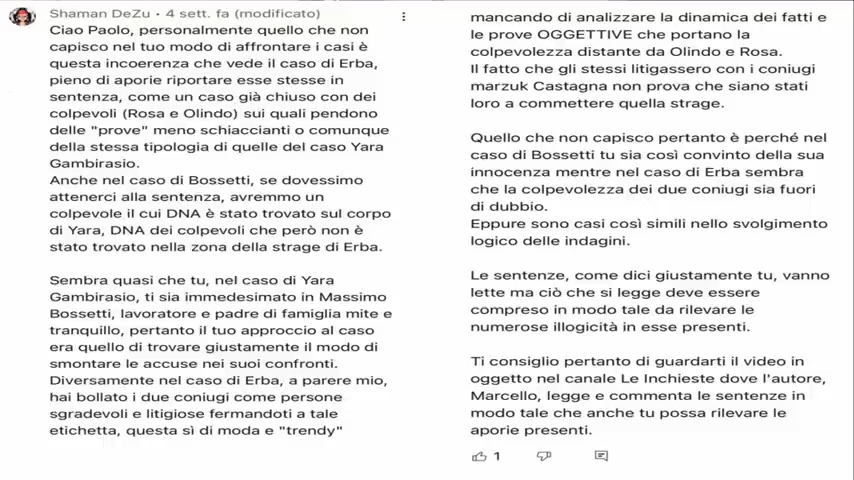 Shaman DeZu • 4 sett. fa (modificato)
Ciao Paolo, personalmente quello che non
capisco nel tuo modo di affrontare i casi è
questa incoerenza che vede il caso di Erba,
pieno di aporie riportare esse stesse in
sentenza, come un caso già chiuso con dei
colpevoli (Rosa e Olindo) sui quali pendono
delle "prove" meno schiaccianti o comunque
della stessa tipologia di quelle del caso Yara
Gambirasio.
Anche nel caso di Bossetti, se dovessimo
attenerci alla sentenza, avremmo un
colpevole il cui DNA è stato trovato sul corpo
di Yara, DNA dei colpevoli che però non è
stato trovato nella zona della strage di Erba.

Sembra quasi che tu, nel caso di Yara
Gambirasio, ti sia immedesimato in Massimo
Bossetti, lavoratore e padre di famiglia mite e
tranquillo, pertanto il tuo approccio al caso
era quello di trovare giustamente il modo di
smontare le accuse nei suoi confronti.
Diversamente nel caso di Erba, a parere mio,
hai bollato i due coniugi come persone
sgradevoli e litigiose fermandoti a tale
etichetta, questa sì di moda e "trendy"
mancando di analizzare la dinamica dei fatti e
le prove OGGETTIVE che portano la
colpevolezza distante da Olindo e Rosa.
Il fatto che gli stessi litigassero con i coniugi
marzuk Castagna non prova che siano stati
loro a commettere quella strage.

Quello che non capisco pertanto è perché nel
caso di Bossetti tu sia così convinto della sua
innocenza mentre nel caso di Erba sembra
che la colpevolezza dei due coniugi sia fuori
di dubbio.
Eppure sono casi così simili nello svolgimento
logico delle indagini.

Le sentenze, come dici giustamente tu, vanno
lette ma ciò che si legge deve essere
compreso in modo tale da rilevare le
numerose illogicità in esse presenti.

Ti consiglio pertanto di guardarti il video in
oggetto nel canale Le Inchieste dove l'autore,
Marcello, legge e commenta le sentenze in
modo tale che anche tu possa rilevare le
aporie presenti.
1